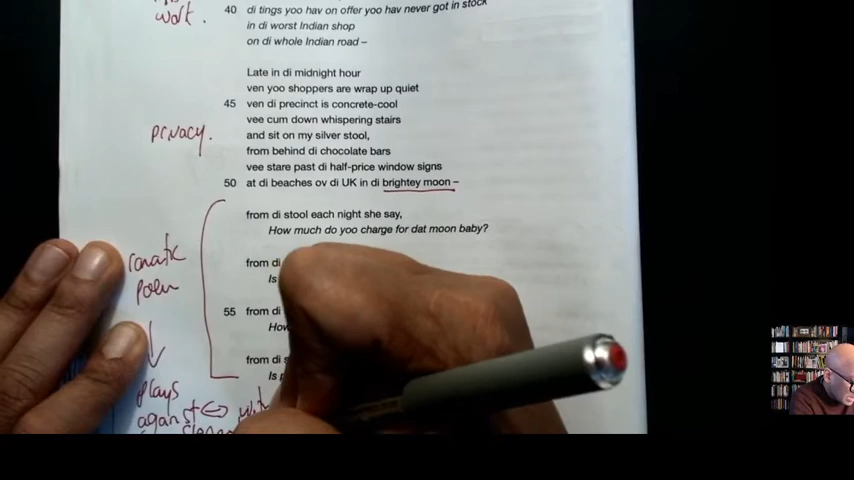 work.
40 di tings yoo hav on offer yoo hav never got in stock
in di worst Indian shop
on di whole Indian road –
Late in di midnight hour
ven yoo shoppers are wrap up quiet
45 ven di precinct is concrete-cool
vee cum down whispering stairs
privacy. and sit on my silver stool,
from behind di chocolate bars
vee stare past di half-price window signs
50 at di beaches ov di UK in di brightey moon –
from di stool each night she say,
How much do yoo charge for dat moon baby?
from di
Is
poem
55 from di
How
from di
Is
plays
against